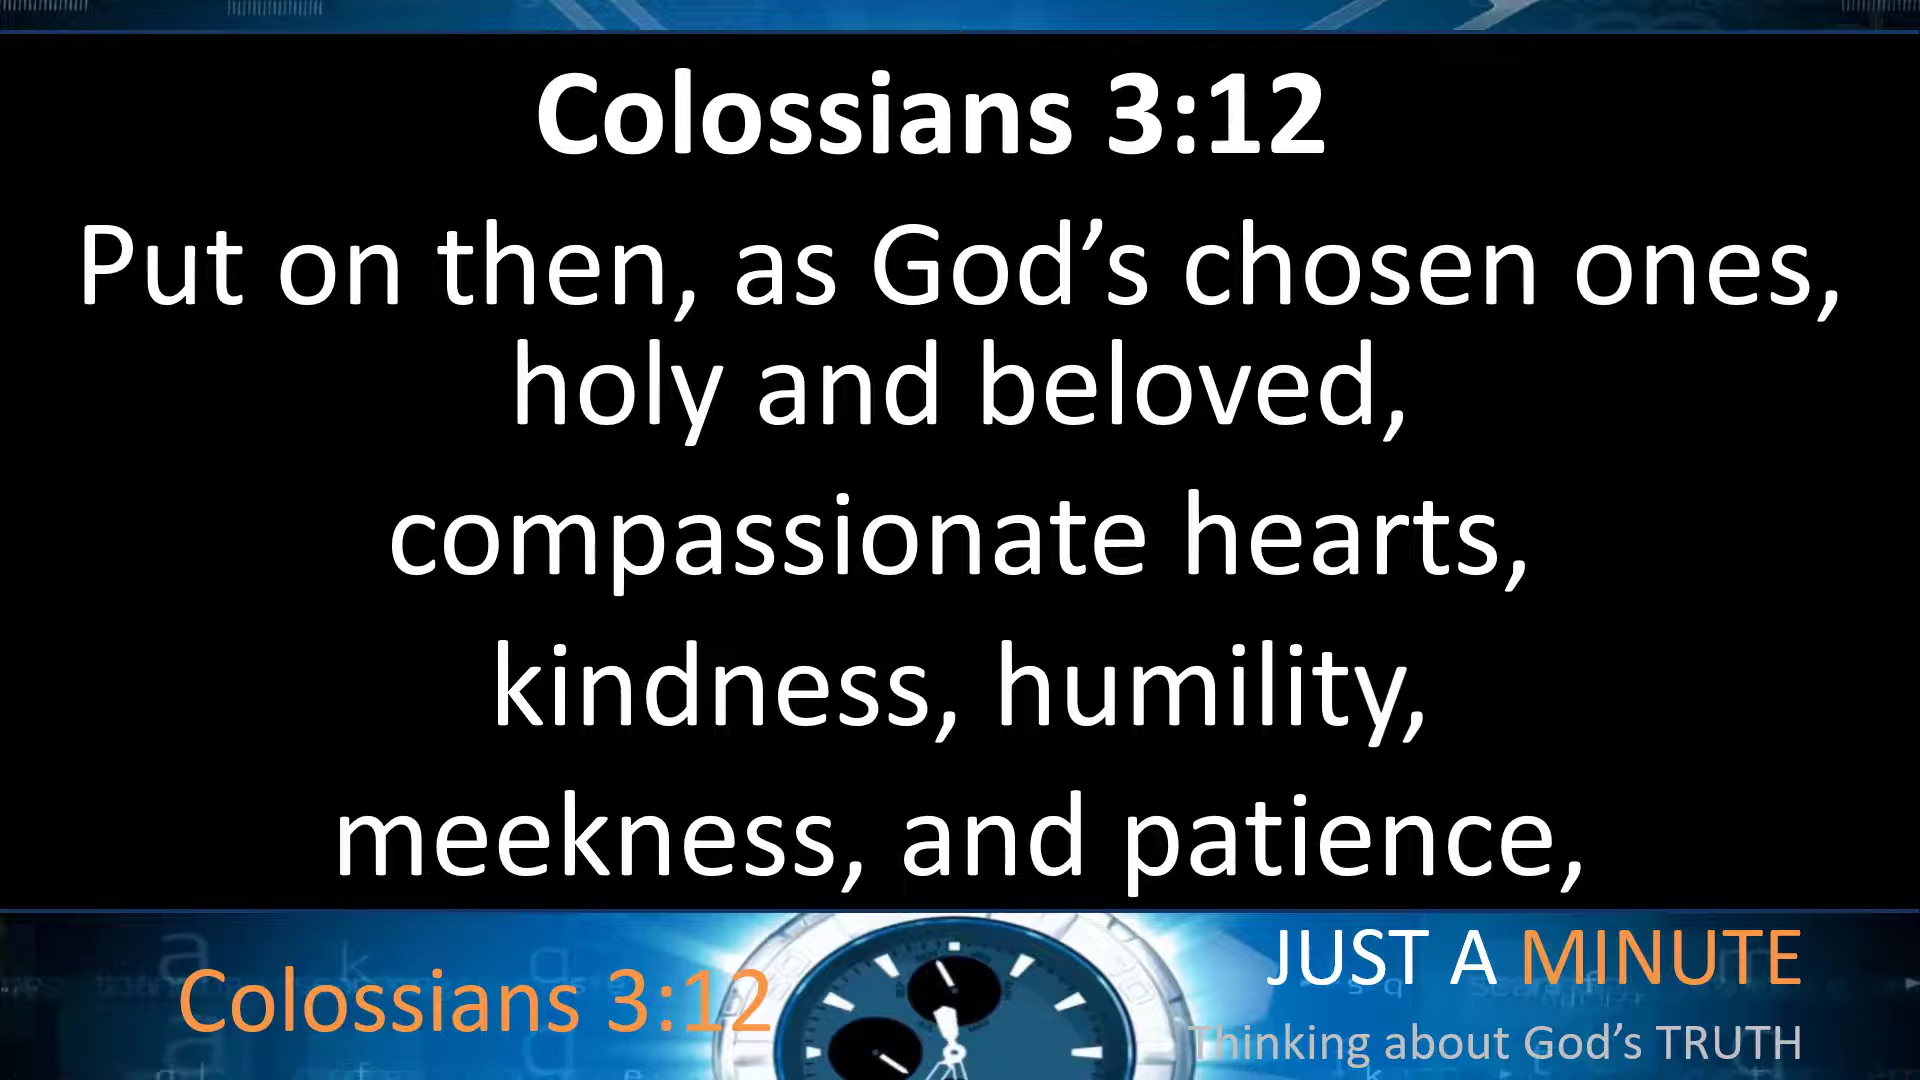 Colossians 3:12
Put on then, as God’s chosen ones,
holy and beloved,
compassionate hearts,
kindness, humility,
meekness, and patience,
Colossians 3:12
JUST A MINUTE
Thinking about God’s TRUTH